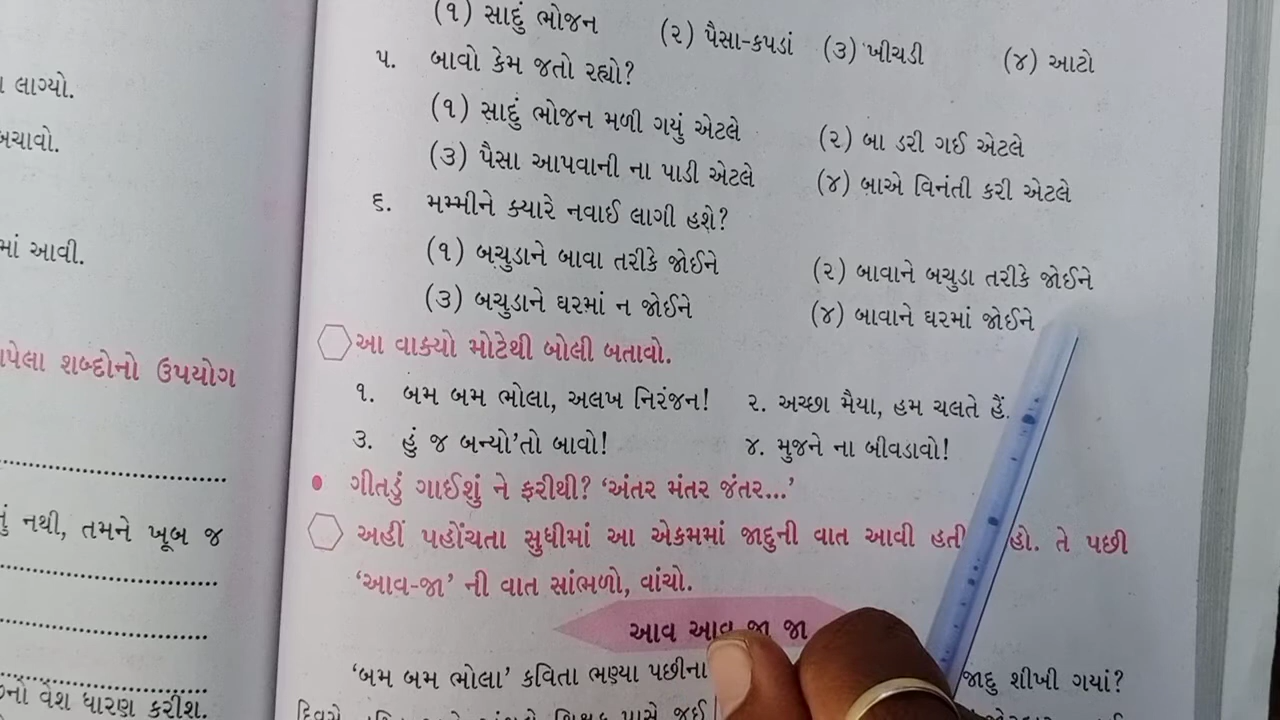 લાગ્યો.
બચાવો.
માં આવી.
શબ્દોનો ઉપયોગ
નથી, તમને ખૂબ જ
વેશ ધારણ કરીશ.
(૧) સાદું ભોજન (૨) પૈસા-કપડાં (૩) ખીચડી (૪) આટો
૫. બાવો કેમ જતો રહ્યો?
(૧) સાદું ભોજન મળી ગયું એટલે (૨) બા ડરી ગઈ એટલે
(૩) પૈસા આપવાની ના પાડી એટલે (૪) બાએ વિનંતી કરી એટલે
૬. મમ્મીને ક્યારે નવાઈ લાગી હશે?
(૧) બચુડાને બાવા તરીકે જોઈને (૨) બાવાને બચુડા તરીકે જોઈને
(૩) બચુડાને ઘરમાં ન જોઈને (૪) બાવાને ઘરમાં જોઈને
આ વાક્યો મોટેથી બોલી બતાવો.
૧. બમ બમ ભોલા, અલખ નિરંજન! ૨. અચ્છા મૈયા, હમ ચલતે હૈં.
૩. હું જ બન્યો'તો બાવો! ૪. મુજને ના બીવડાવો!
• ગીતડું ગાઈશું ને ફરીથી? ‘અંતર મંતર જંતર...’
અહીં પહોંચતા સુધીમાં આ એકમમાં જાદુની વાત આવી હતી હો. તે પછી
‘આવ-જા’ ની વાત સાંભળો, વાંચો.
આવ આવ જા જા
‘બમ બમ ભોલા’ કવિતા ભણ્યા પછીના જાદુ શીખી ગયાં?